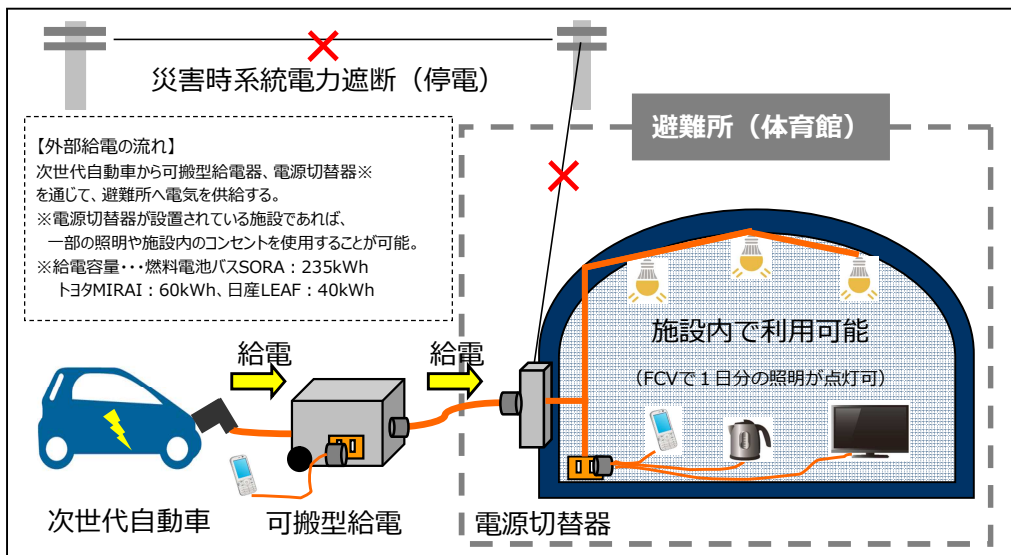 災害時系統電力遮断（停電）
避難所（体育館）
【外部給電の流れ】
次世代自動車から可搬型給電器、電源切替器※
を通じて、避難所へ電気を供給する。
※電源切替器が設置されている施設であれば、
一部の照明や施設内のコンセントを使用することが可能。
※給電容量・・・燃料電池バスSORA：235kWh
トヨタMIRAI：60kWh、日産LEAF：40kWh
給電
給電
施設内で利用可能
（FCVで１日分の照明が点灯可）
次世代自動車
可搬型給電
電源切替器